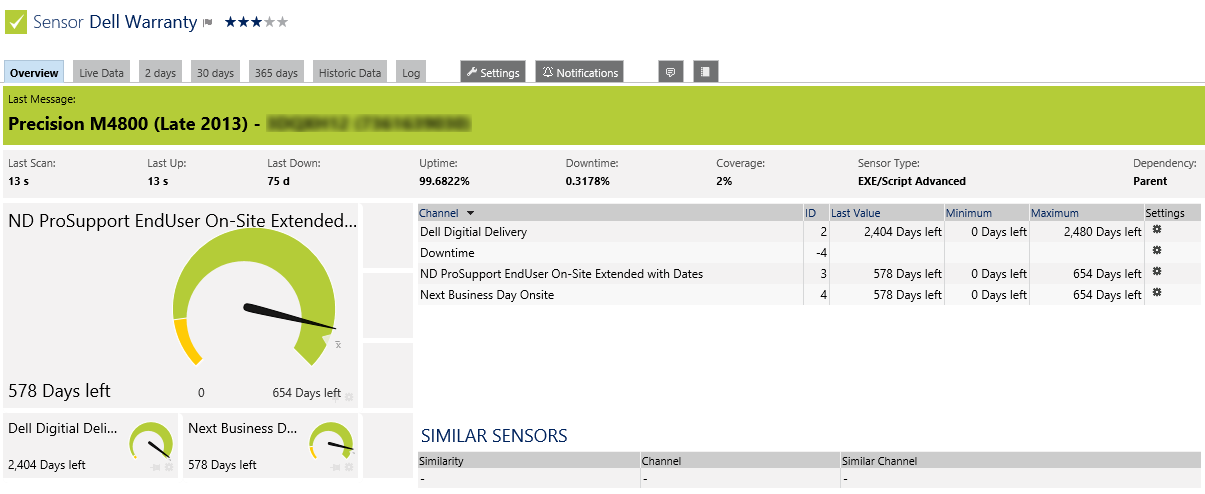 Sensor Dell Warranty
Overview Live Data 2 days 30 days 365 days Historic Data Log Settings Notifications
Last Message:
Precision M4800 (Late 2013) -
Last Scan: Last Up: Last Down: Uptime: Downtime: Coverage: Sensor Type: Dependency:
13 s 13 s 75 d 99.6822% 0.3178% 2% EXE/Script Advanced Parent
ND ProSupport EndUser On-Site Extended...
578 Days left 0 654 Days left
Dell Digitial Deli...
2,404 Days left
Next Business D...
578 Days left
Channel ID Last Value Minimum Maximum Settings
Dell Digitial Delivery 2 2,404 Days left 0 Days left 2,480 Days left
Downtime -4
ND ProSupport EndUser On-Site Extended with Dates 3 578 Days left 0 Days left 654 Days left
Next Business Day Onsite 4 578 Days left 0 Days left 654 Days left
SIMILAR SENSORS
Similarity Channel Similar Channel
- - -